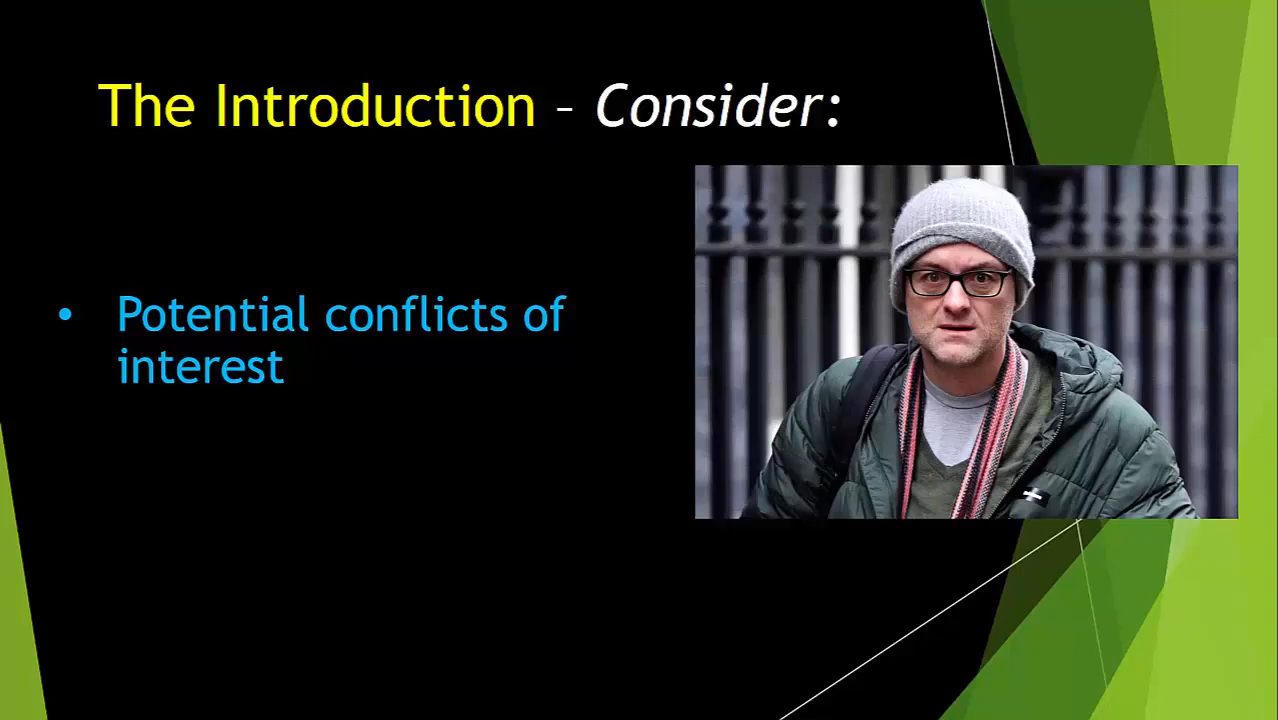 The Introduction – Consider:
• Potential conflicts of
interest